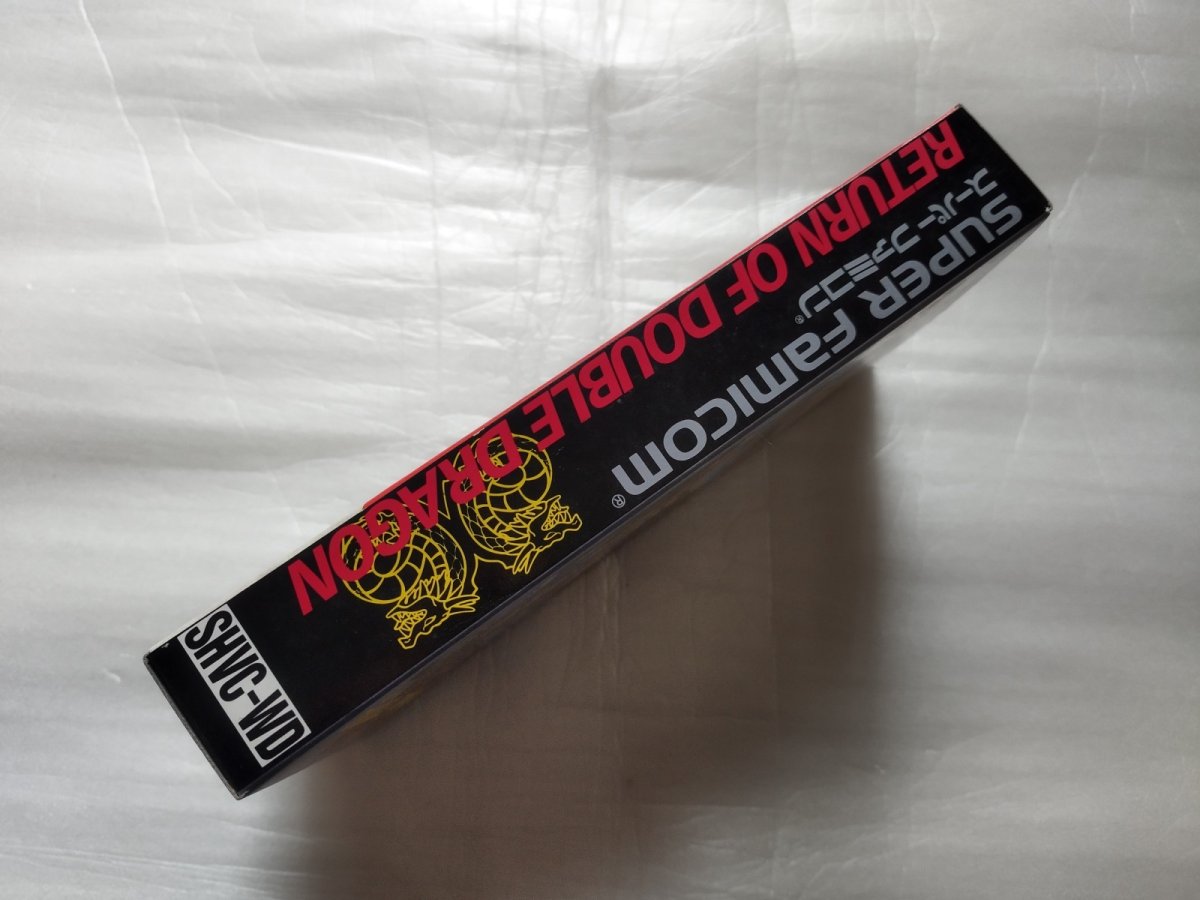 SUPER Famicom®
スーパーファミコン®
RETURN OF DOUBLE DRAGON
SHVC-WD